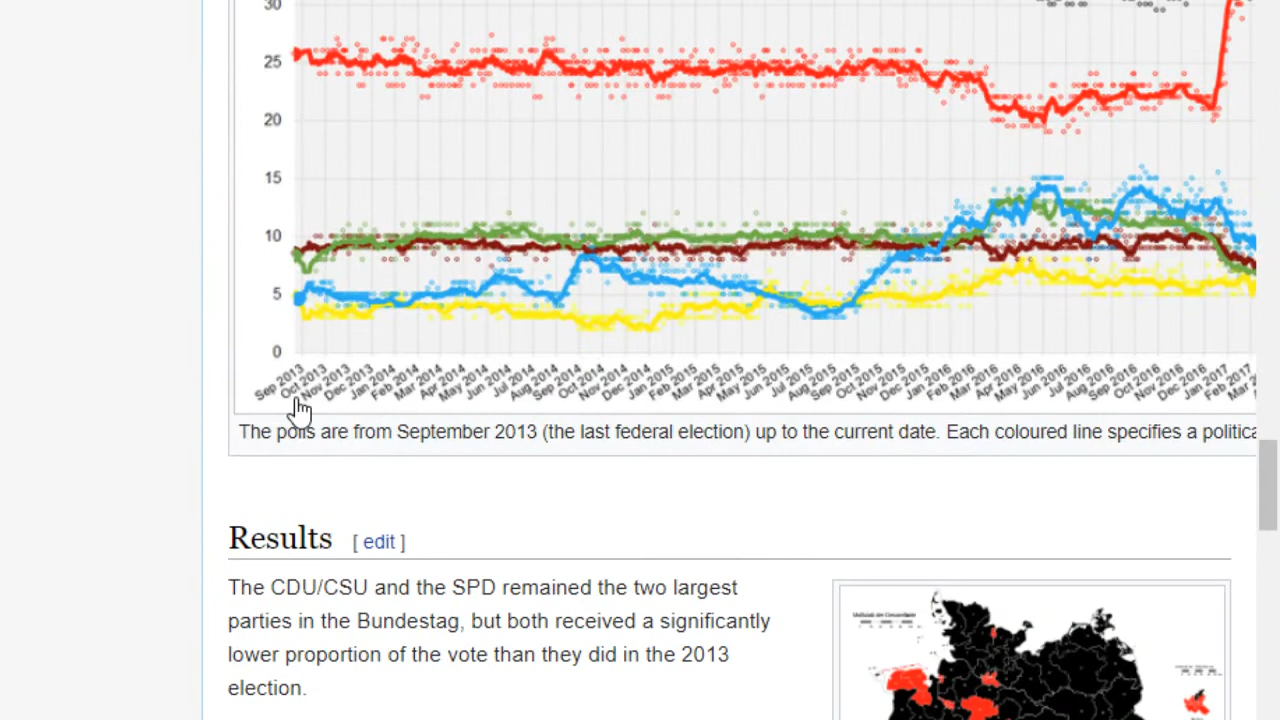 30
25
20
15
10
5
0
Sep 2013 Oct 2013 Nov 2013 Dec 2013 Jan 2014 Feb 2014 Mar 2014 Apr 2014 May 2014 Jun 2014 Jul 2014 Aug 2014 Sep 2014 Oct 2014 Nov 2014 Dec 2014 Jan 2015 Feb 2015 Mar 2015 Apr 2015 May 2015 Jun 2015 Jul 2015 Aug 2015 Sep 2015 Oct 2015 Nov 2015 Dec 2015 Jan 2016 Feb 2016 Mar 2016 Apr 2016 May 2016 Jun 2016 Jul 2016 Aug 2016 Sep 2016 Oct 2016 Nov 2016 Dec 2016 Jan 2017 Feb 2017 Mar 2
The polls are from September 2013 (the last federal election) up to the current date. Each coloured line specifies a politica
Results [ edit ]
The CDU/CSU and the SPD remained the two largest
parties in the Bundestag, but both received a significantly
lower proportion of the vote than they did in the 2013
election.